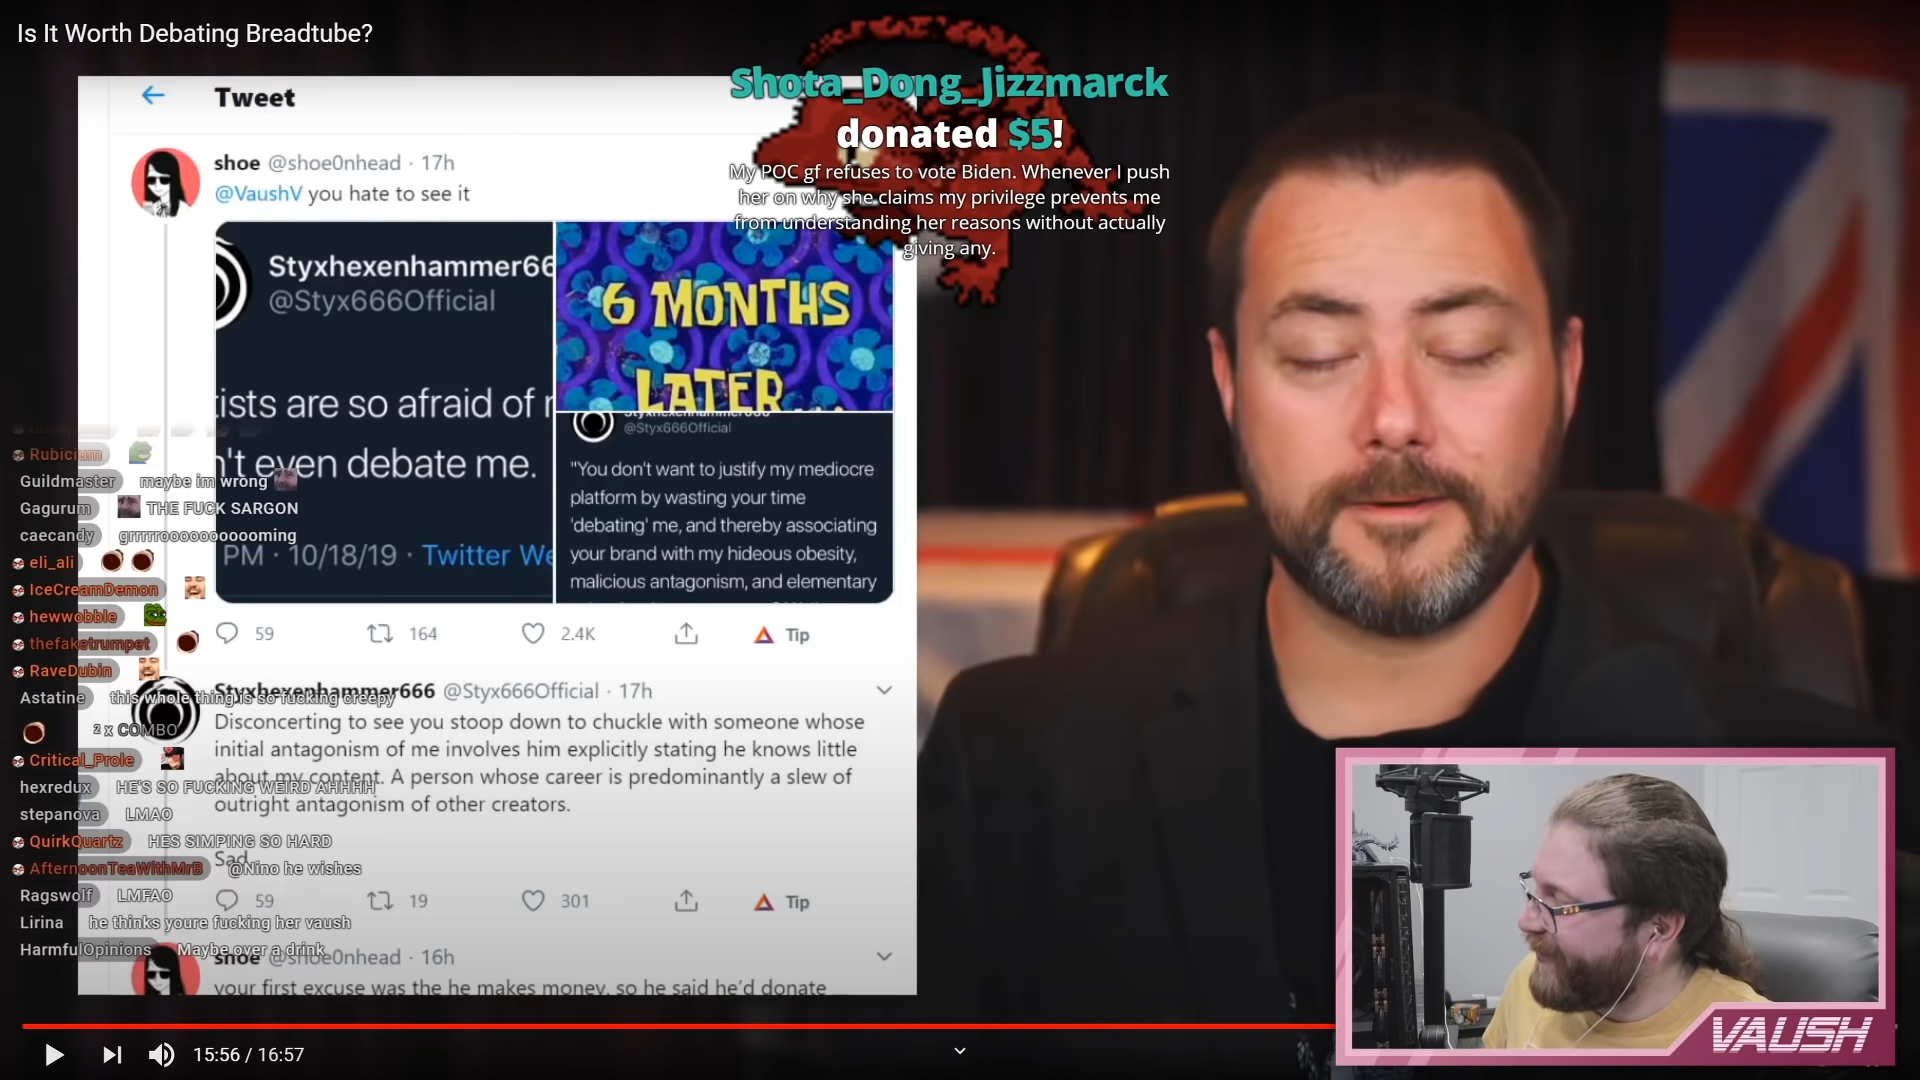 Is It Worth Debating Breadtube?
Shota_Dong_Jizzmarck
donated $5!
My POC gf refuses to vote Biden. Whenever I push
her on why she claims my privilege prevents me
from understanding her reasons without actually
giving any.
Tweet
shoe @shoe0nhead · 17h
@VaushV you hate to see it
Styxhexenhammer66
@Styx666Official
tists are so afraid of
n't even debate me.
PM · 10/18/19 · Twitter We
6 MONTHS
LATER...
Styxhexenhammer666
@Styx666Official
"You don't want to justify my mediocre
platform by wasting your time
'debating' me, and thereby associating
your brand with my hideous obesity,
malicious antagonism, and elementary
59 164 2.4K Tip
Styxhexenhammer666 @Styx666Official · 17h
Disconcerting to see you stoop down to chuckle with someone whose
initial antagonism of me involves him explicitly stating he knows little
about my content. A person whose career is predominantly a slew of
outright antagonism of other creators.
Sad
59 19 301 Tip
shoe @shoe0nhead · 16h
your first excuse was the he makes money, so he said he'd donate
Rubicium
Guildmaster maybe im wrong
Gagurum THE FUCK SARGON
caecandy grrrrroooooooooooming
eli_ali
IceCreamDemon
hewwobble
thefaketrumpet
RaveDubin
Astatine this whole thing is so fucking creepy
2 x COMBO
Critical_Prole
hexredux HE'S SO FUCKING WEIRD AHHHH
stepanova LMAO
QuirkQuartz HES SIMPING SO HARD
AfternoonTeaWithMrB @Nino he wishes
Ragswolf LMFAO
Lirina he thinks youre fucking her vaush
HarmfulOpinions Maybe over a drink
15:56 / 16:57
VAUSH